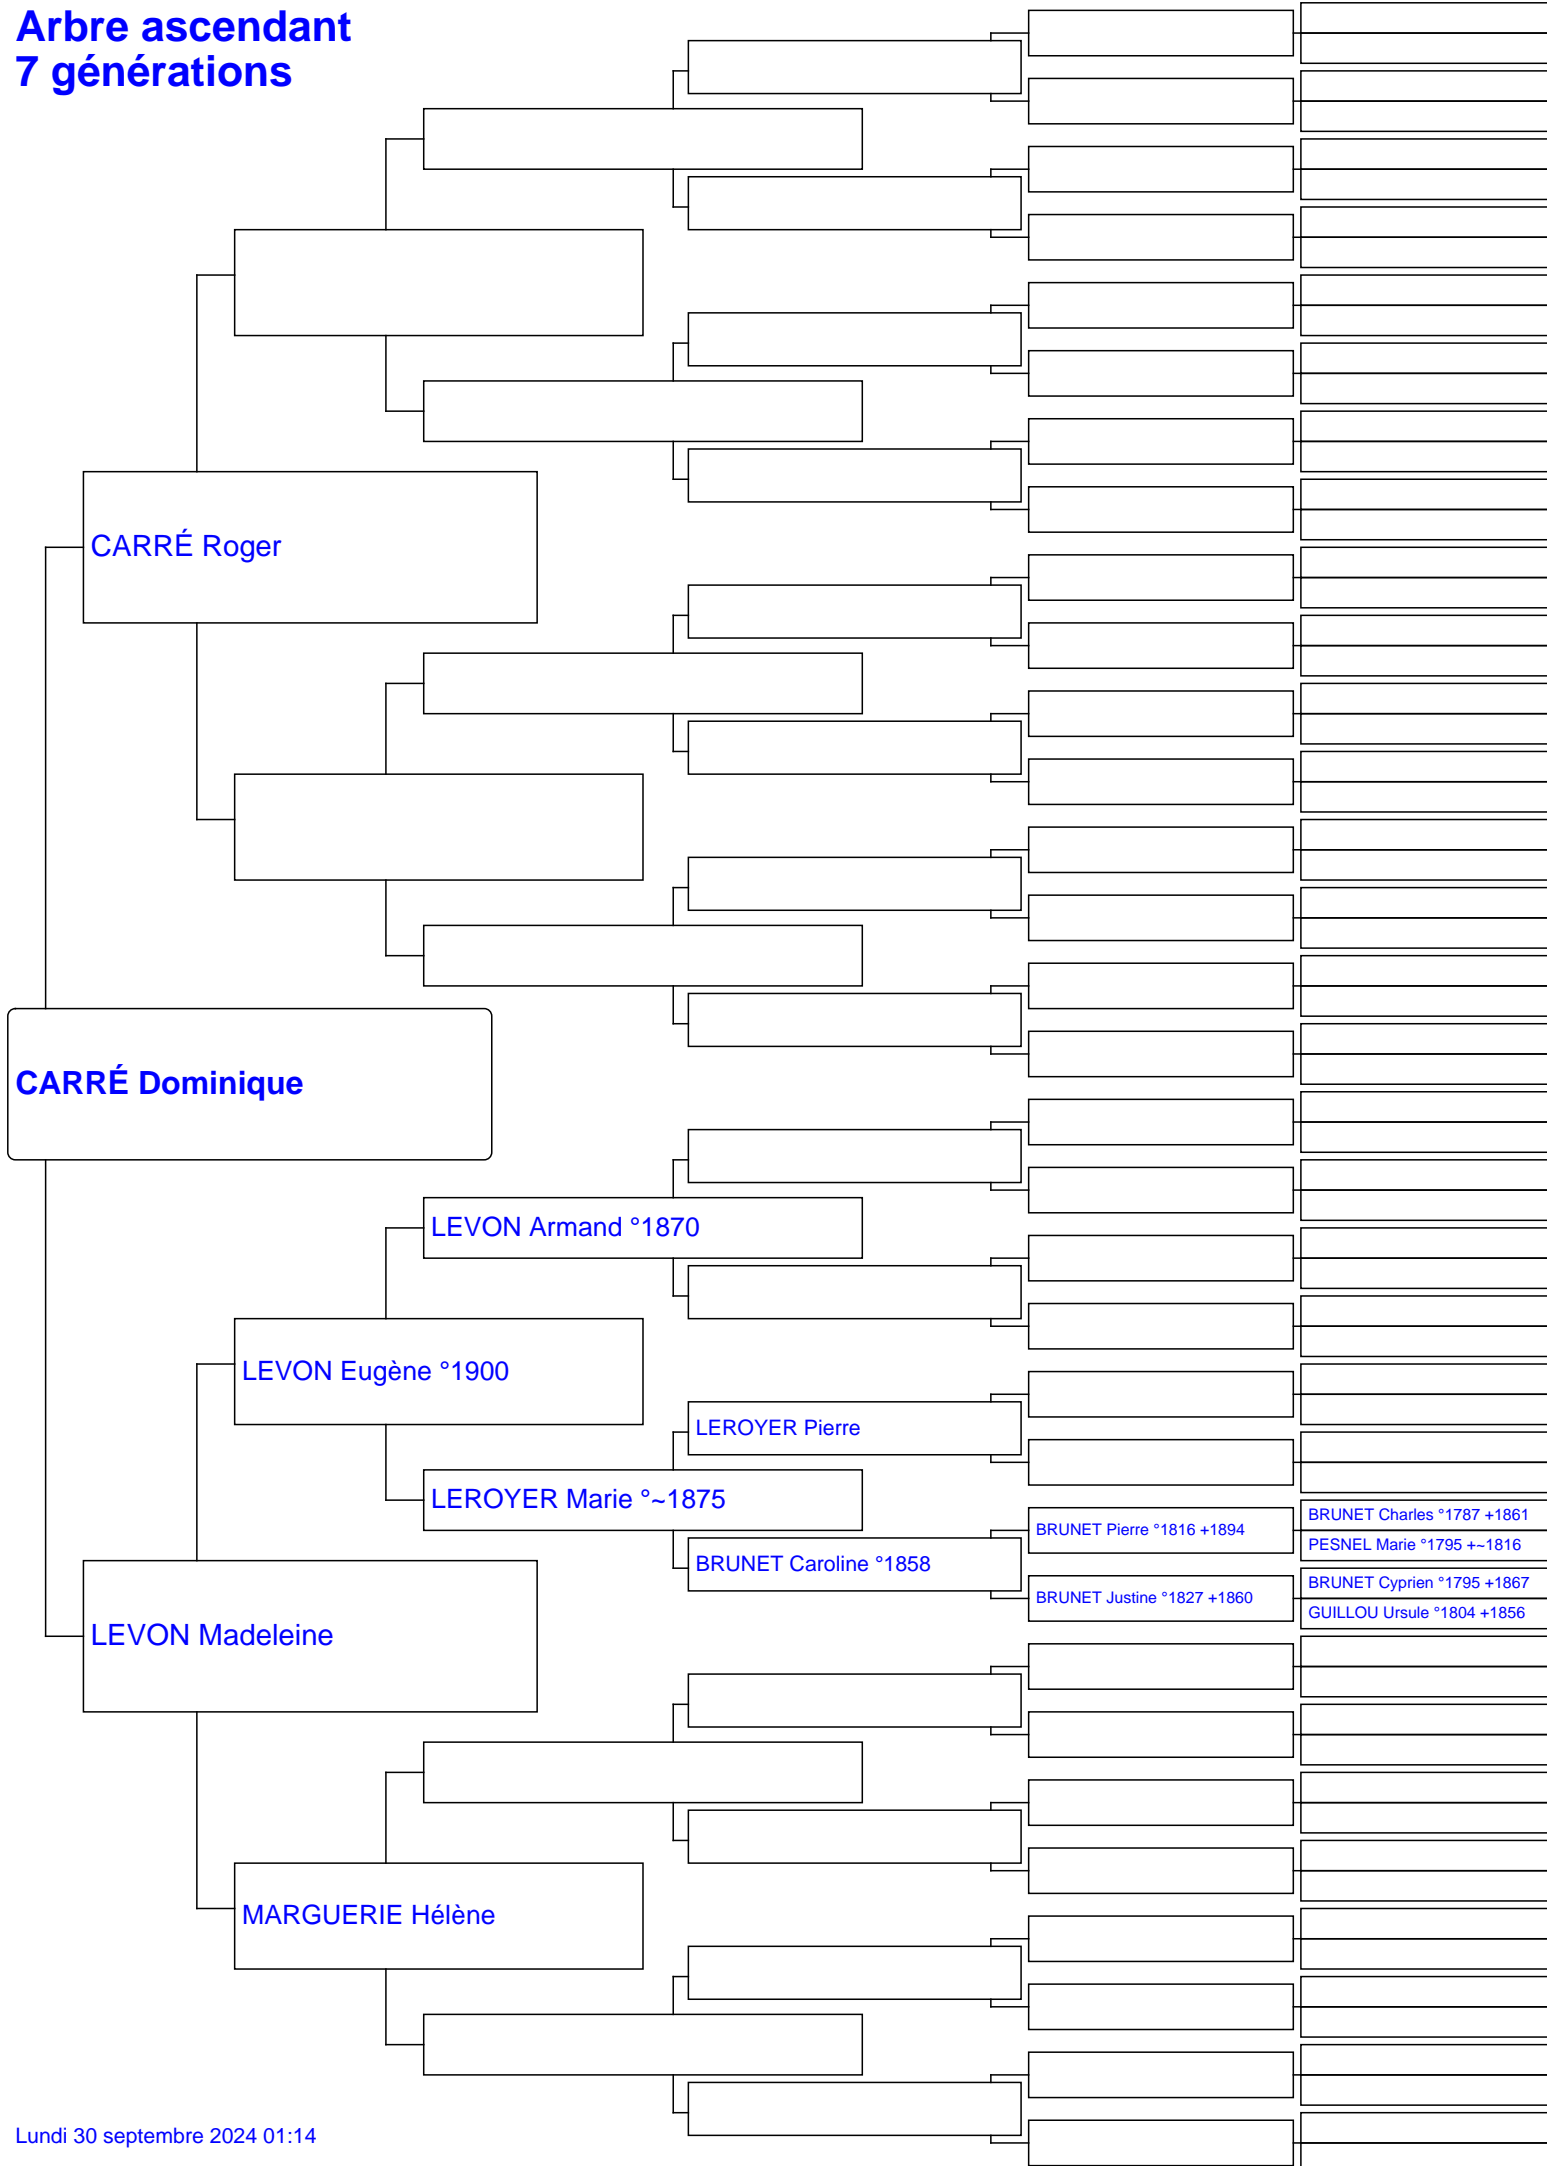 Arbre ascendant
7 générations
CARRÉ Roger
CARRÉ Dominique
LEVON Armand °1870
LEVON Eugène °1900
LEROYER Pierre
LEROYER Marie °~1875
BRUNET Charles °1787 +1861
BRUNET Pierre °1816 +1894
PESNEL Marie °1795 +~1816
BRUNET Caroline °1858
BRUNET Cyprien °1795 +1867
BRUNET Justine °1827 +1860
GUILLOU Ursule °1804 +1856
LEVON Madeleine
MARGUERIE Hélène
Lundi 30 septembre 2024 01:14